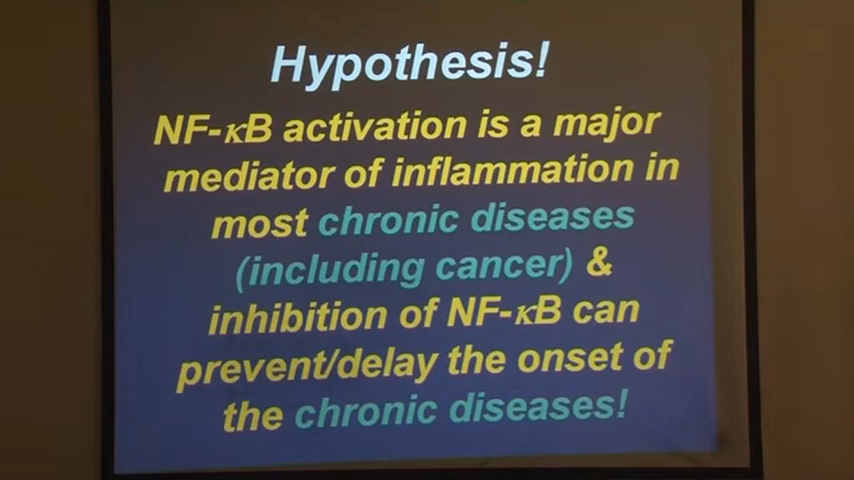 Hypothesis!
NF-κB activation is a major
mediator of inflammation in
most chronic diseases
(including cancer) &
inhibition of NF-κB can
prevent/delay the onset of
the chronic diseases!